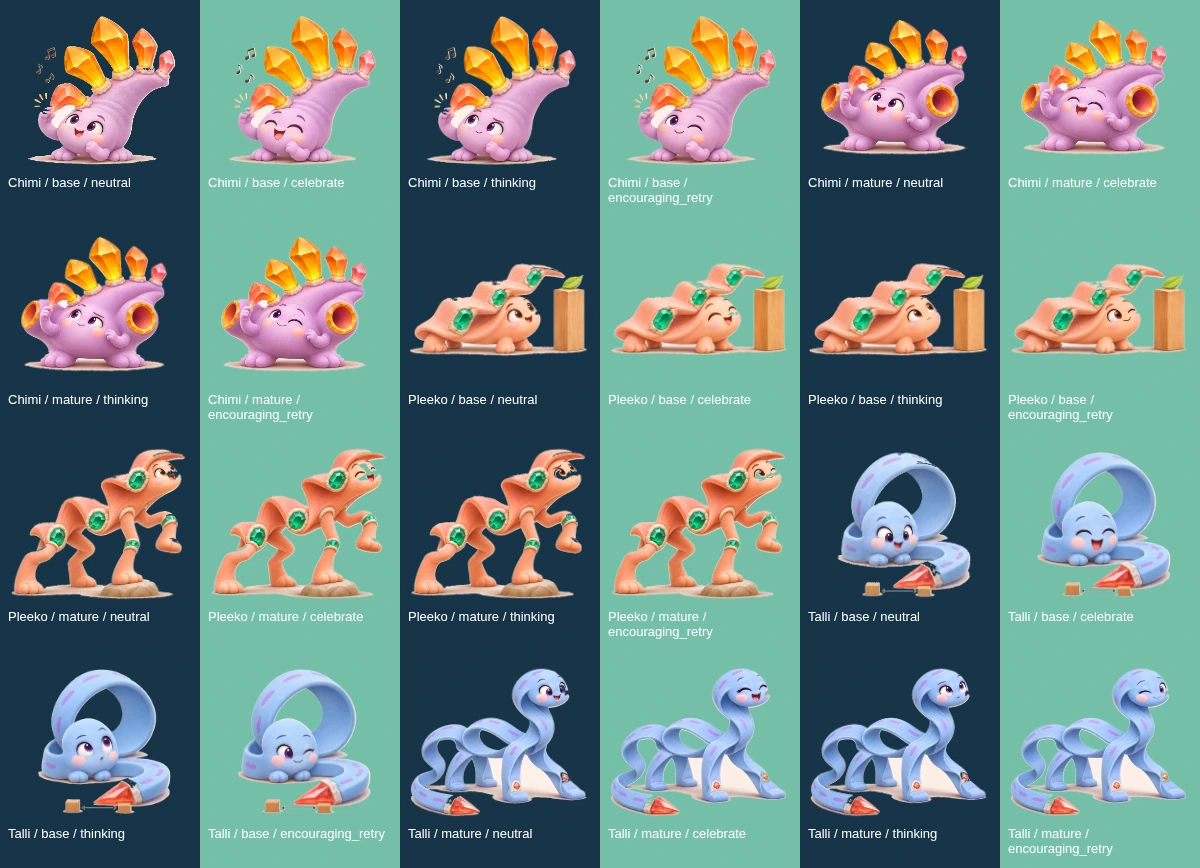 Chimi / base / neutral
Chimi / base / celebrate
Chimi / base / thinking
Chimi / base /
encouraging_retry
Chimi / mature / neutral
Chimi / mature / celebrate
Chimi / mature / thinking
Chimi / mature /
encouraging_retry
Pleeko / base / neutral
Pleeko / base / celebrate
Pleeko / base / thinking
Pleeko / base /
encouraging_retry
Pleeko / mature / neutral
Pleeko / mature / celebrate
Pleeko / mature / thinking
Pleeko / mature /
encouraging_retry
Talli / base / neutral
Talli / base / celebrate
Talli / base / thinking
Talli / base / encouraging_retry
Talli / mature / neutral
Talli / mature / celebrate
Talli / mature / thinking
Talli / mature /
encouraging_retry